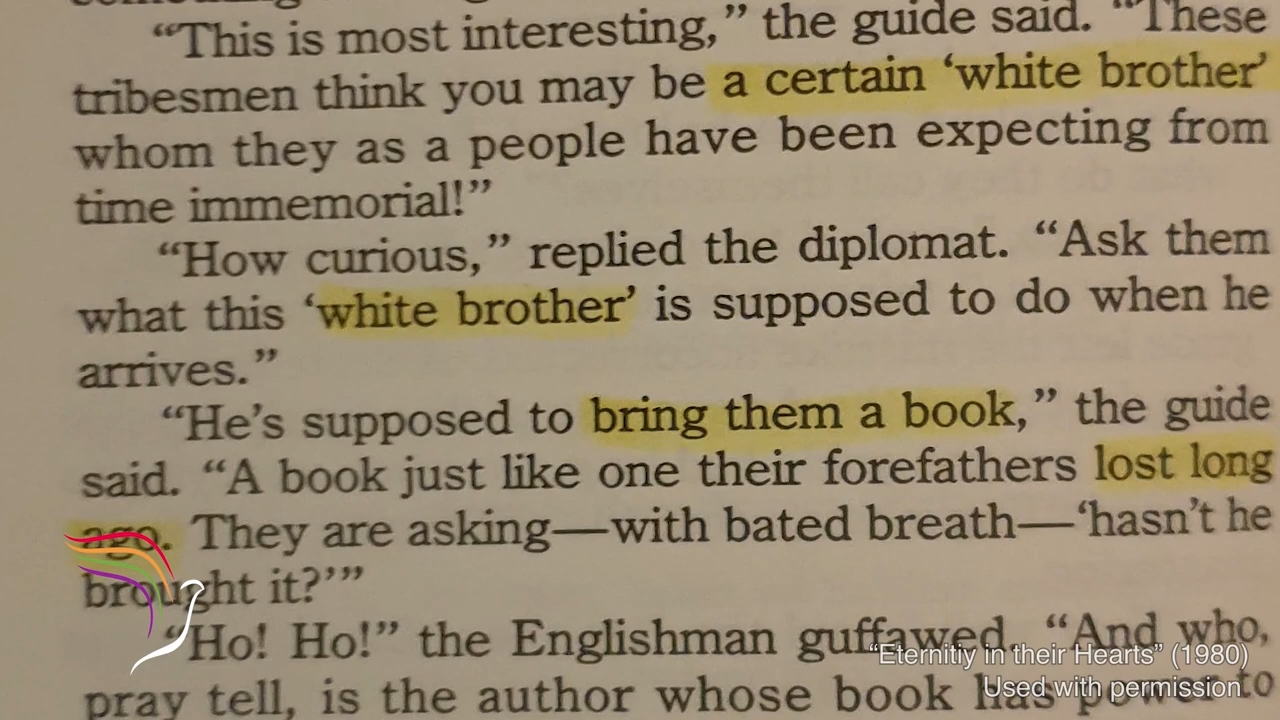 “This is most interesting,” the guide said. “These
tribesmen think you may be a certain ‘white brother’
whom they as a people have been expecting from
time immemorial!”
“How curious,” replied the diplomat. “Ask them
what this ‘white brother’ is supposed to do when he
arrives.”
“He’s supposed to bring them a book,” the guide
said. “A book just like one their forefathers lost long
ago. They are asking—with bated breath—‘hasn’t he
brought it?’”
“Ho! Ho!” the Englishman guffawed. “And who,
pray tell, is the author whose book has power to
“Eternitiy in their Hearts” (1980)
Used with permission